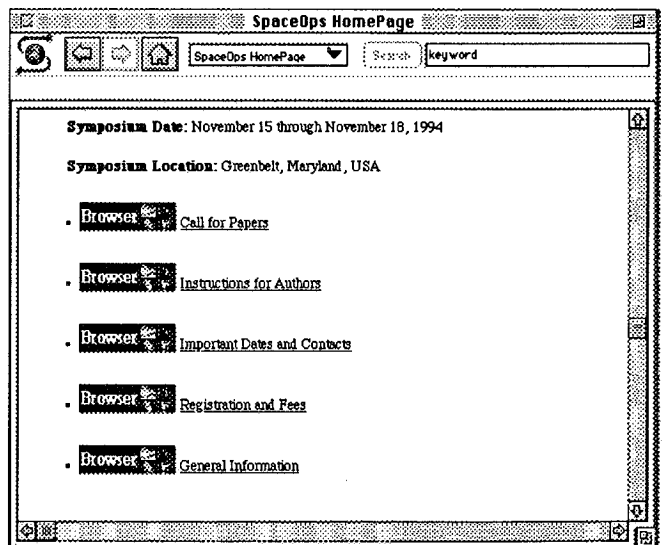 SpaceOps HomePage
SpaceOps HomePage Search keyword
Symposium Date: November 15 through November 18, 1994
Symposium Location: Greenbelt, Maryland, USA
Browser Call for Papers
Browser Instructions for Authors
Browser Important Dates and Contacts
Browser Registration and Fees
Browser General Information